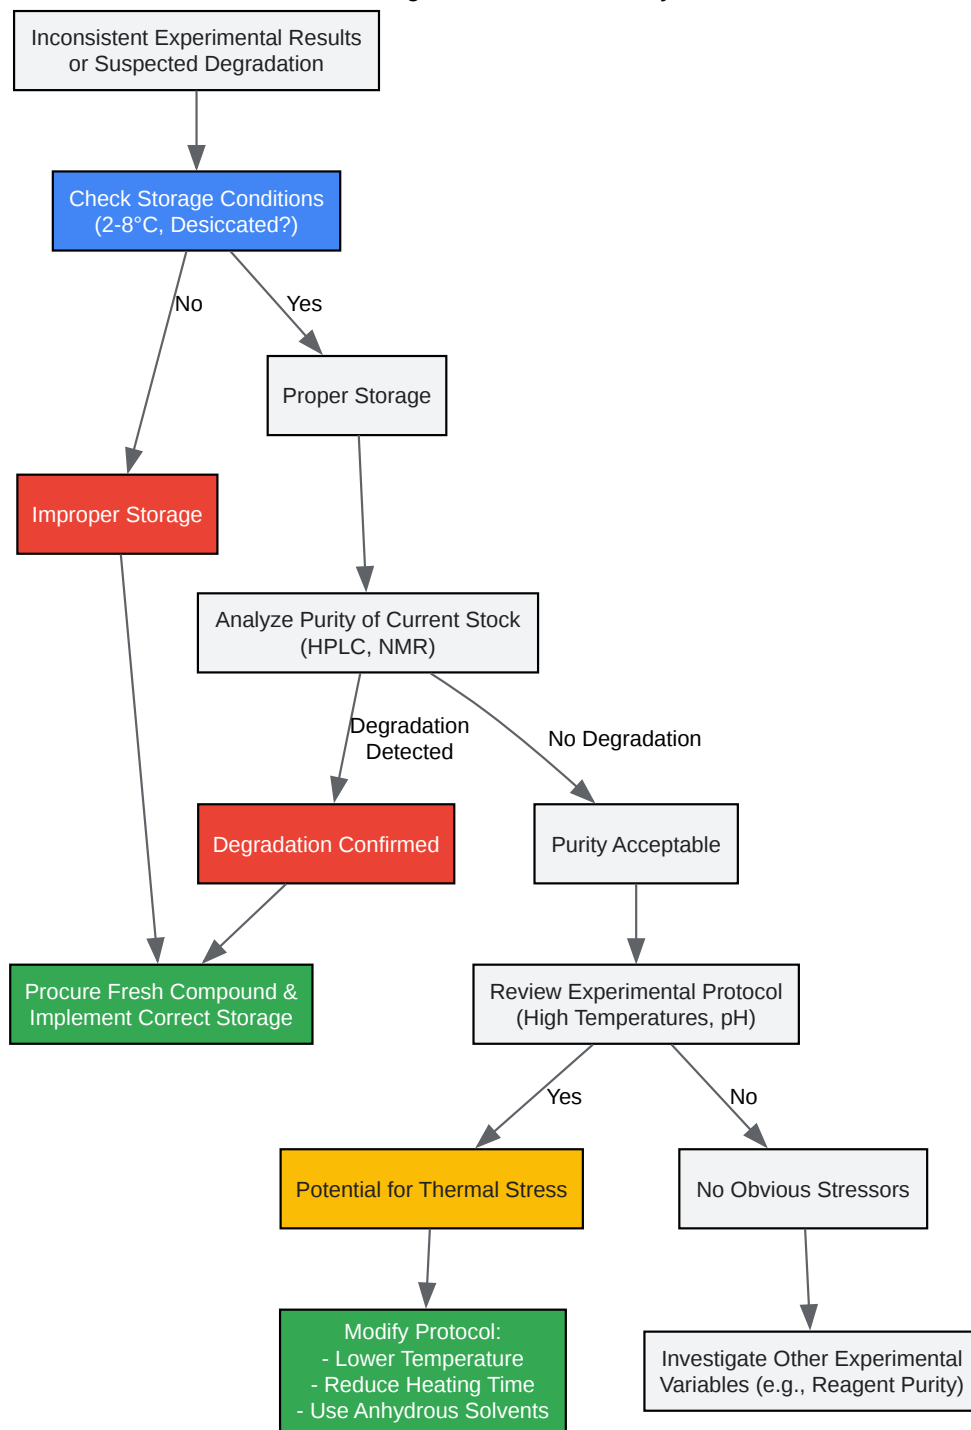 Inconsistent Experimental Results
or Suspected Degradation
Check Storage Conditions
(2-8°C, Desiccated?)
No
Yes
Proper Storage
Improper Storage
Analyze Purity of Current Stock
(HPLC, NMR)
Degradation
Detected
No Degradation
Degradation Confirmed
Purity Acceptable
Procure Fresh Compound &
Implement Correct Storage
Review Experimental Protocol
(High Temperatures, pH)
Yes
No
Potential for Thermal Stress
No Obvious Stressors
Modify Protocol:
- Lower Temperature
- Reduce Heating Time
- Use Anhydrous Solvents
Investigate Other Experimental
Variables (e.g., Reagent Purity)